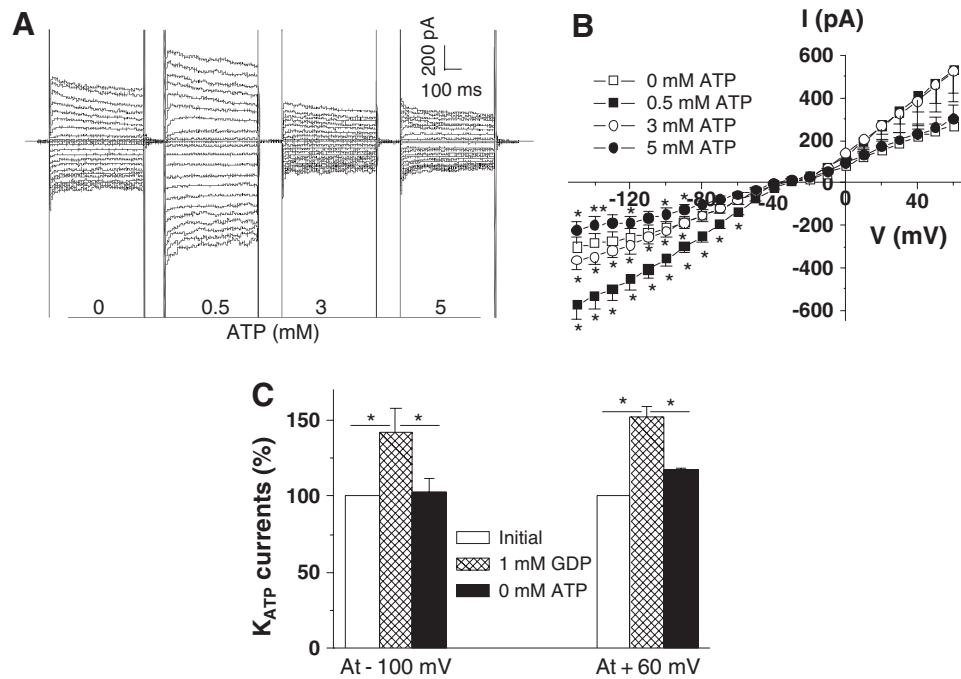 A
200 pA
100 ms
0 0.5 3 5
ATP (mM)
B
I (pA)
0 mM ATP
0.5 mM ATP
3 mM ATP
5 mM ATP
600
400
200
0
-200
-400
-600
-120 -80 -40 0 40
V (mV)
* ** * * * *
* * * * * * *
* * * * * * * * * *
C
K_ATP currents (%)
150
100
50
0
* *
* *
Initial
1 mM GDP
0 mM ATP
At - 100 mV
At + 60 mV